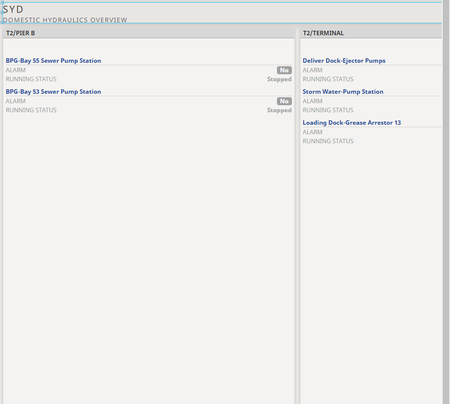 SYD
DOMESTIC HYDRAULICS OVERVIEW
T2/PIER B
BPG-Bay 55 Sewer Pump Station
ALARM No
RUNNING STATUS Stopped
BPG-Bay 53 Sewer Pump Station
ALARM No
RUNNING STATUS Stopped
T2/TERMINAL
Deliver Dock-Ejector Pumps
ALARM
RUNNING STATUS
Storm Water-Pump Station
ALARM
RUNNING STATUS
Loading Dock-Grease Arrestor 13
ALARM
RUNNING STATUS